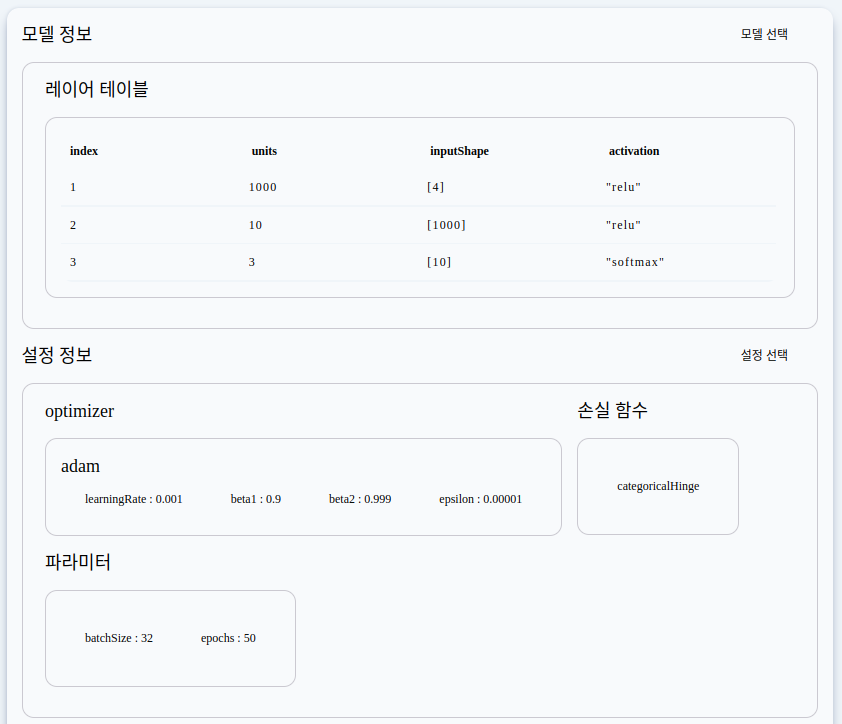 모델 정보 모델 선택
레이어 테이블
index units inputShape activation
1 1000 [4] "relu"
2 10 [1000] "relu"
3 3 [10] "softmax"
설정 정보 설정 선택
optimizer 손실 함수
adam
categoricalHinge
learningRate : 0.001 beta1 : 0.9 beta2 : 0.999 epsilon : 0.00001
파라미터
batchSize : 32 epochs : 50